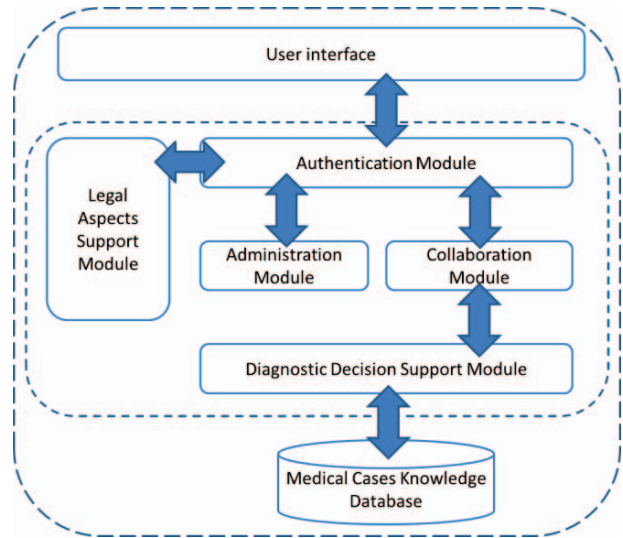 User interface
Authentication Module
Legal
Aspects
Support
Module
Administration
Module
Collaboration
Module
Diagnostic Decision Support Module
Medical Cases Knowledge
Database